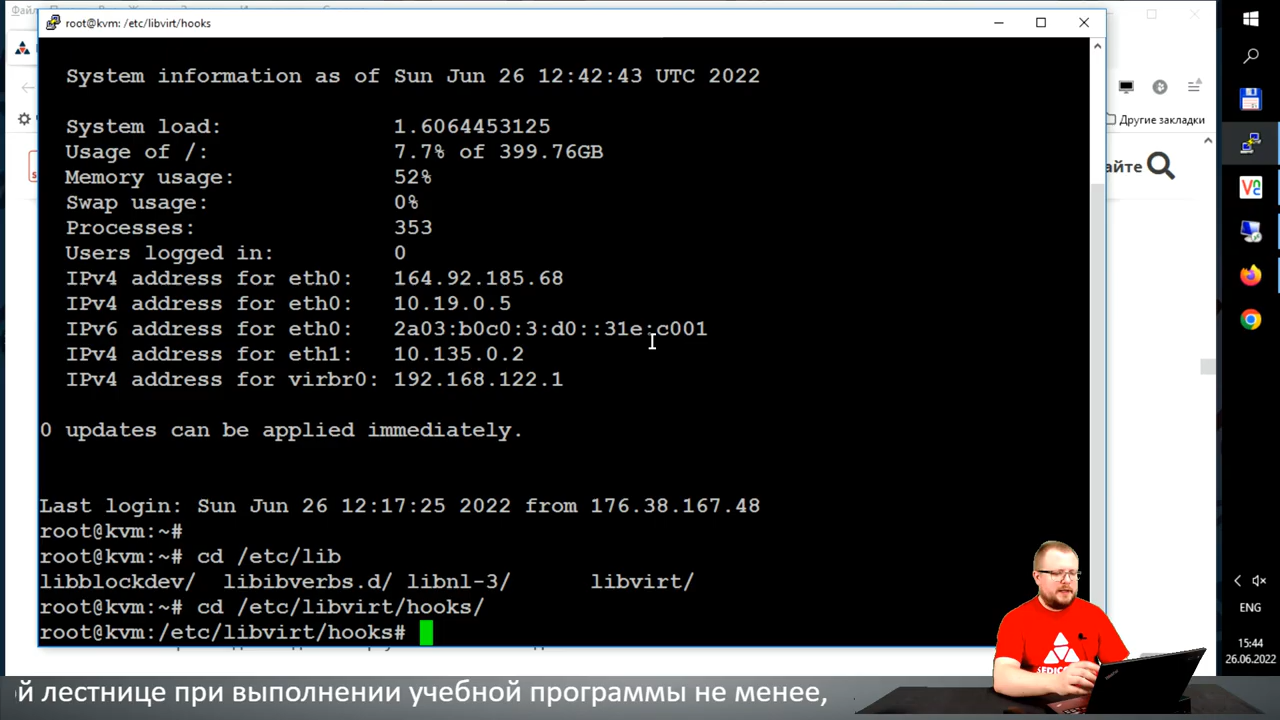 Файл
root@kvm: /etc/libvirt/hooks
Другие закладки
айте
System information as of Sun Jun 26 12:42:43 UTC 2022
System load: 1.6064453125
Usage of /: 7.7% of 399.76GB
Memory usage: 52%
Swap usage: 0%
Processes: 353
Users logged in: 0
IPv4 address for eth0: 164.92.185.68
IPv4 address for eth0: 10.19.0.5
IPv6 address for eth0: 2a03:b0c0:3:d0::31e:c001
IPv4 address for eth1: 10.135.0.2
IPv4 address for virbr0: 192.168.122.1
0 updates can be applied immediately.
Last login: Sun Jun 26 12:17:25 2022 from 176.38.167.48
root@kvm:~#
root@kvm:~# cd /etc/lib
libblockdev/ libibverbs.d/ libnl-3/ libvirt/
root@kvm:~# cd /etc/libvirt/hooks/
root@kvm:/etc/libvirt/hooks#
ENG
15:44
26.06.2022
ой лестнице при выполнении учебной программы не менее,